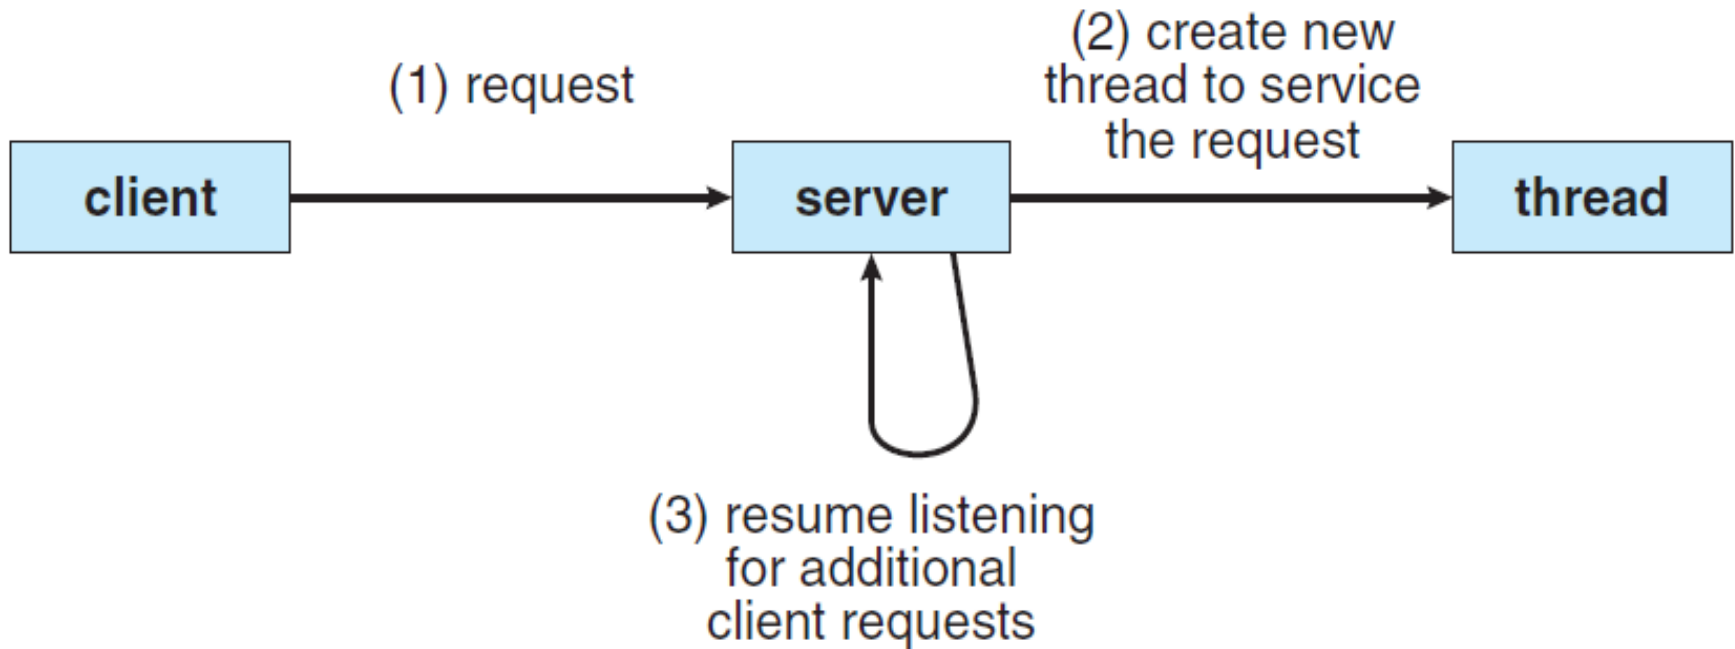 (1) request
(2) create new
thread to service
the request
client
server
thread
(3) resume listening
for additional
client requests